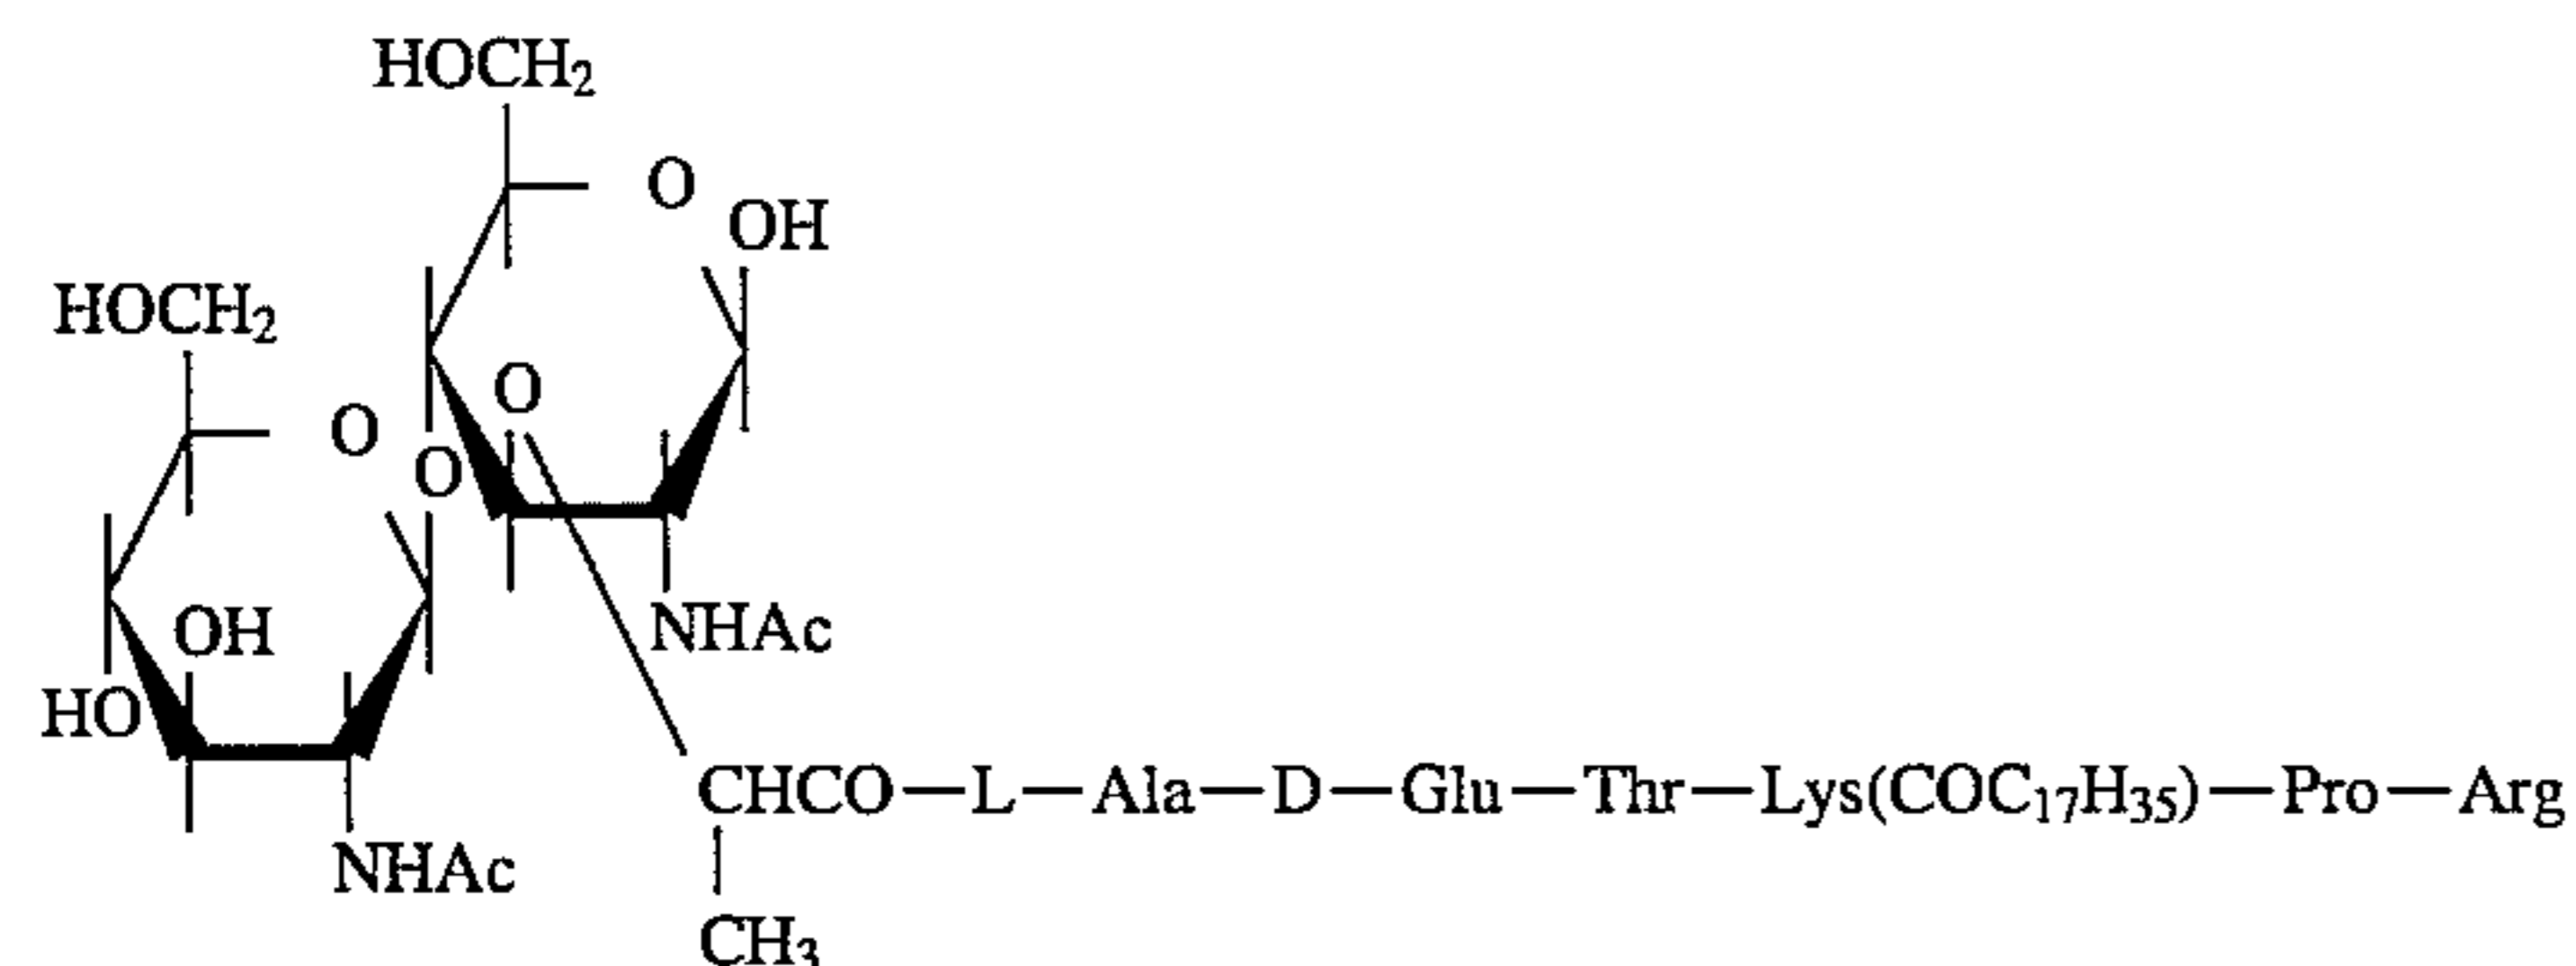 HOCH₂
O
OH
HOCH₂
O
O
O
OH
NHAc
HO
CHCO—L—Ala—D—Glu—Thr—Lys(COC₁₇H₃₅)—Pro—Arg
NHAc
CH₃